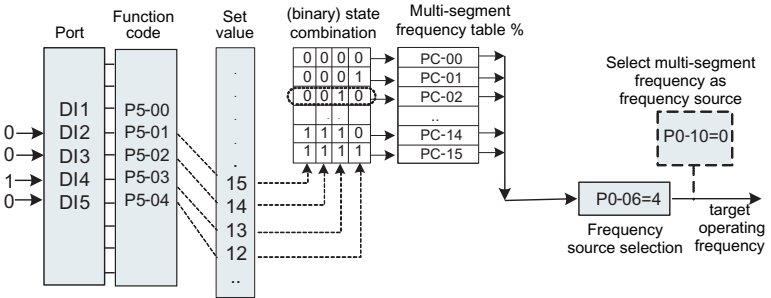 Port
Function
code
Set
value
(binary) state
combination
Multi-segment
frequency table %
DI1
DI2
DI3
DI4
DI5
0
0
1
0
P5-00
P5-01
P5-02
P5-03
P5-04
.
.
.
.
.
15
14
13
12
..
0 0 0 0
0 0 0 1
0 0 1 0
. .
1 1 1 0
1 1 1 1
PC-00
PC-01
PC-02
..
PC-14
PC-15
Select multi-segment
frequency as
frequency source
P0-10=0
P0-06=4
Frequency
source selection
target
operating
frequency